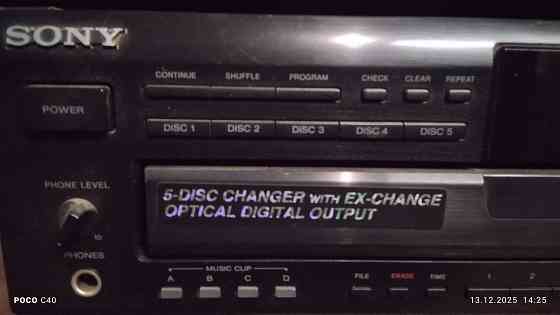 SONY
CONTINUE SHUFFLE PROGRAM CHECK CLEAR REPEAT
POWER
DISC 1 DISC 2 DISC 3 DISC 4 DISC 5
PHONE LEVEL
5-DISC CHANGER WITH EX-CHANGE
OPTICAL DIGITAL OUTPUT
10
PHONES
MUSIC CLIP
A B C D
FILE ERASE TIME
1 2
POCO C40
13.12.2025 14:25